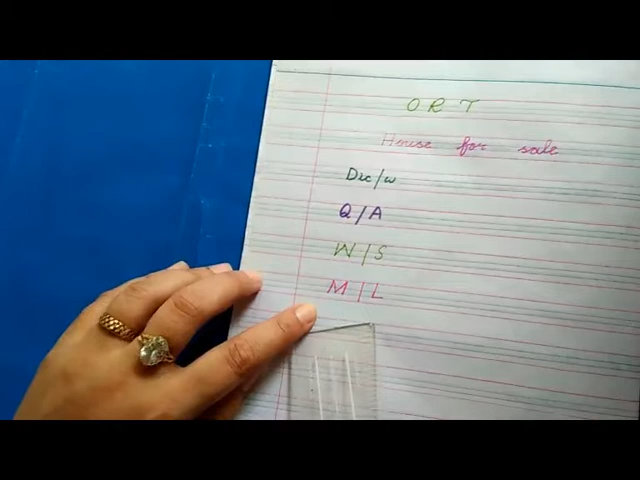 O R T
House for sale
Dic/w
Q/A
W/S
M/L